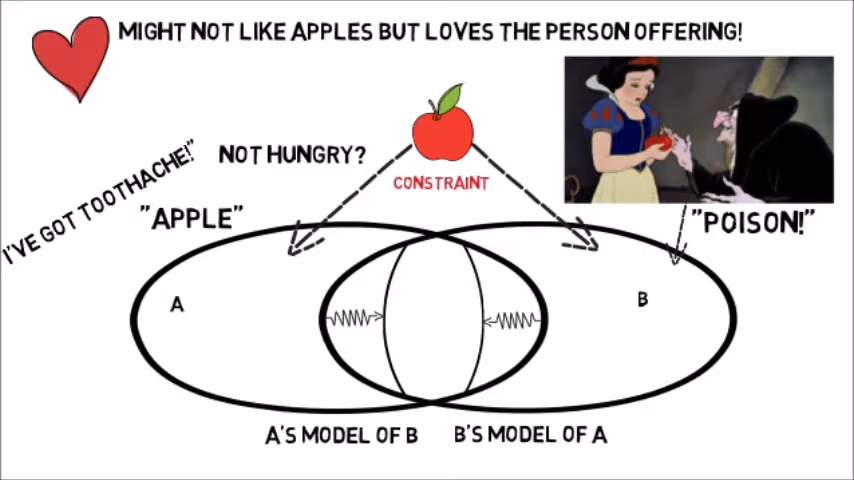 MIGHT NOT LIKE APPLES BUT LOVES THE PERSON OFFERING!
I'VE GOT TOOTHACHE!"
NOT HUNGRY?
CONSTRAINT
"APPLE"
"POISON!"
A
B
A'S MODEL OF B
B'S MODEL OF A